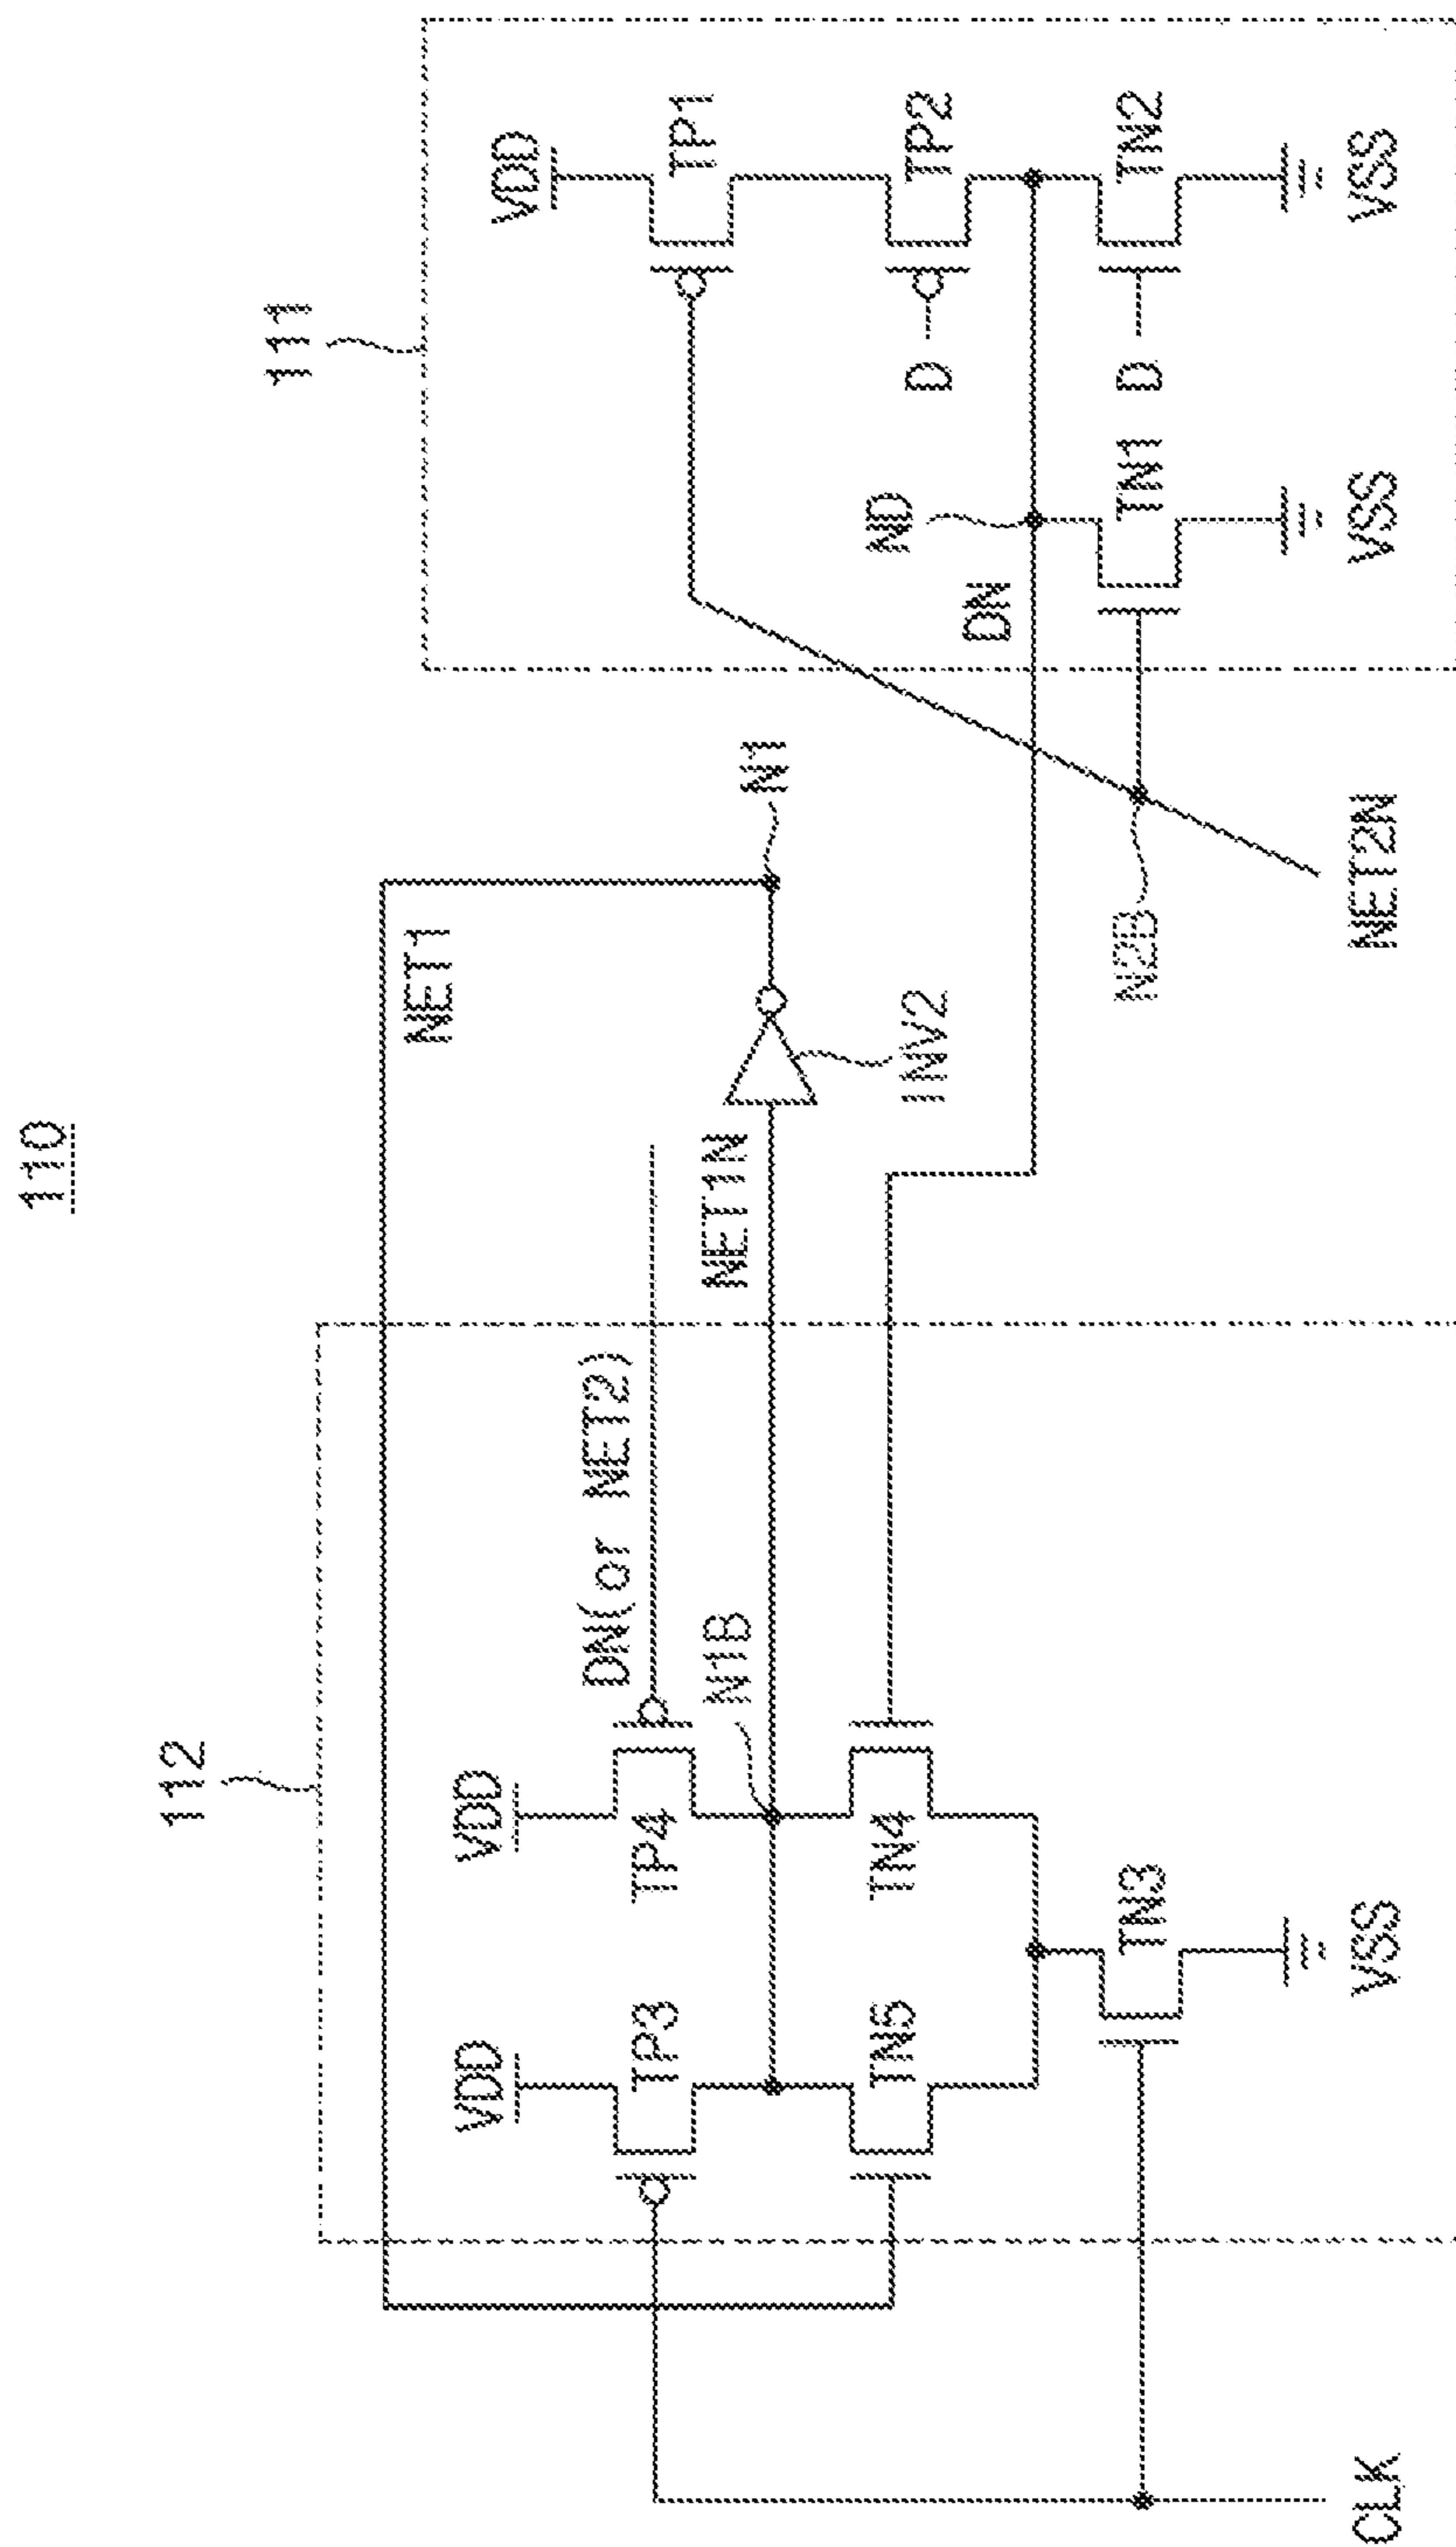 110
112
111
VDD
VDD
VDD
NET1
DN(or NET2)
N1B
NET1N
N1
TP3
TP4
TP1
INV2
ND
D
TP2
DN
TN5
TN4
TN3
N2B
TN1
D
TN2
CLK
VSS
NET2N
VSS
VSS